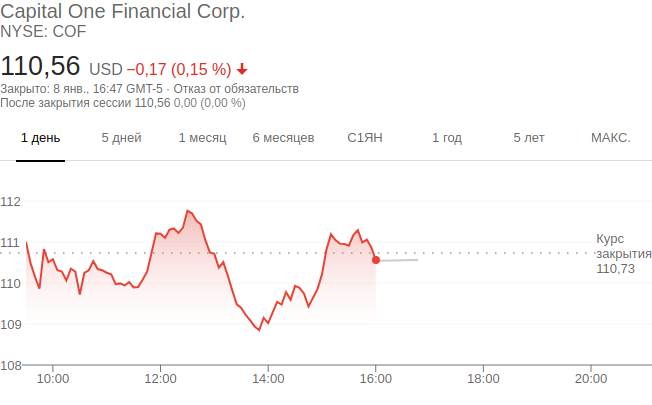 Capital One Financial Corp.
NYSE: COF
110,56 USD −0,17 (0,15 %)
Закрыто: 8 янв., 16:47 GMT-5 · Отказ от обязательств
После закрытия сессии 110,56 0,00 (0,00 %)
1 день 5 дней 1 месяц 6 месяцев С1ЯН 1 год 5 лет МАКС.
112
111
110
109
108
Курс
закрытия
110,73
10:00 12:00 14:00 16:00 18:00 20:00